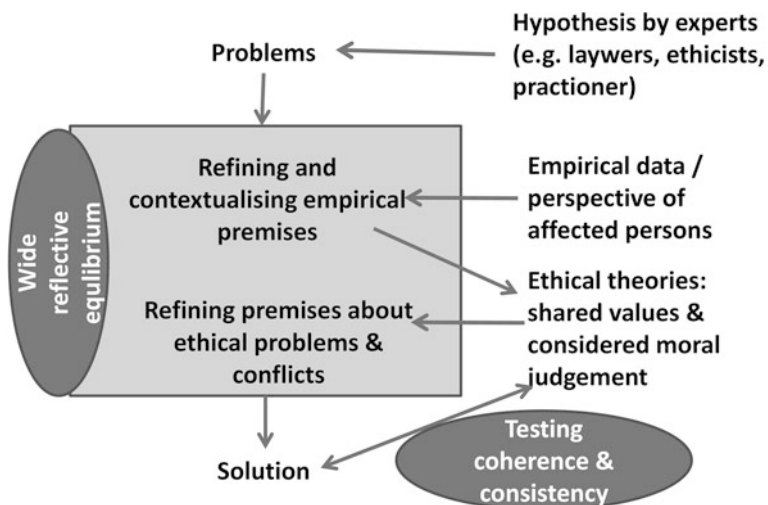 Problems
Hypothesis by experts
(e.g. laywers, ethicists,
practioner)
Wide
reflective
equlibrium
Refining and
contextualising empirical
premises
Empirical data /
perspective of
affected persons
Refining premises about
ethical problems &
conflicts
Ethical theories:
shared values &
considered moral
judgement
Solution
Testing
coherence &
consistency